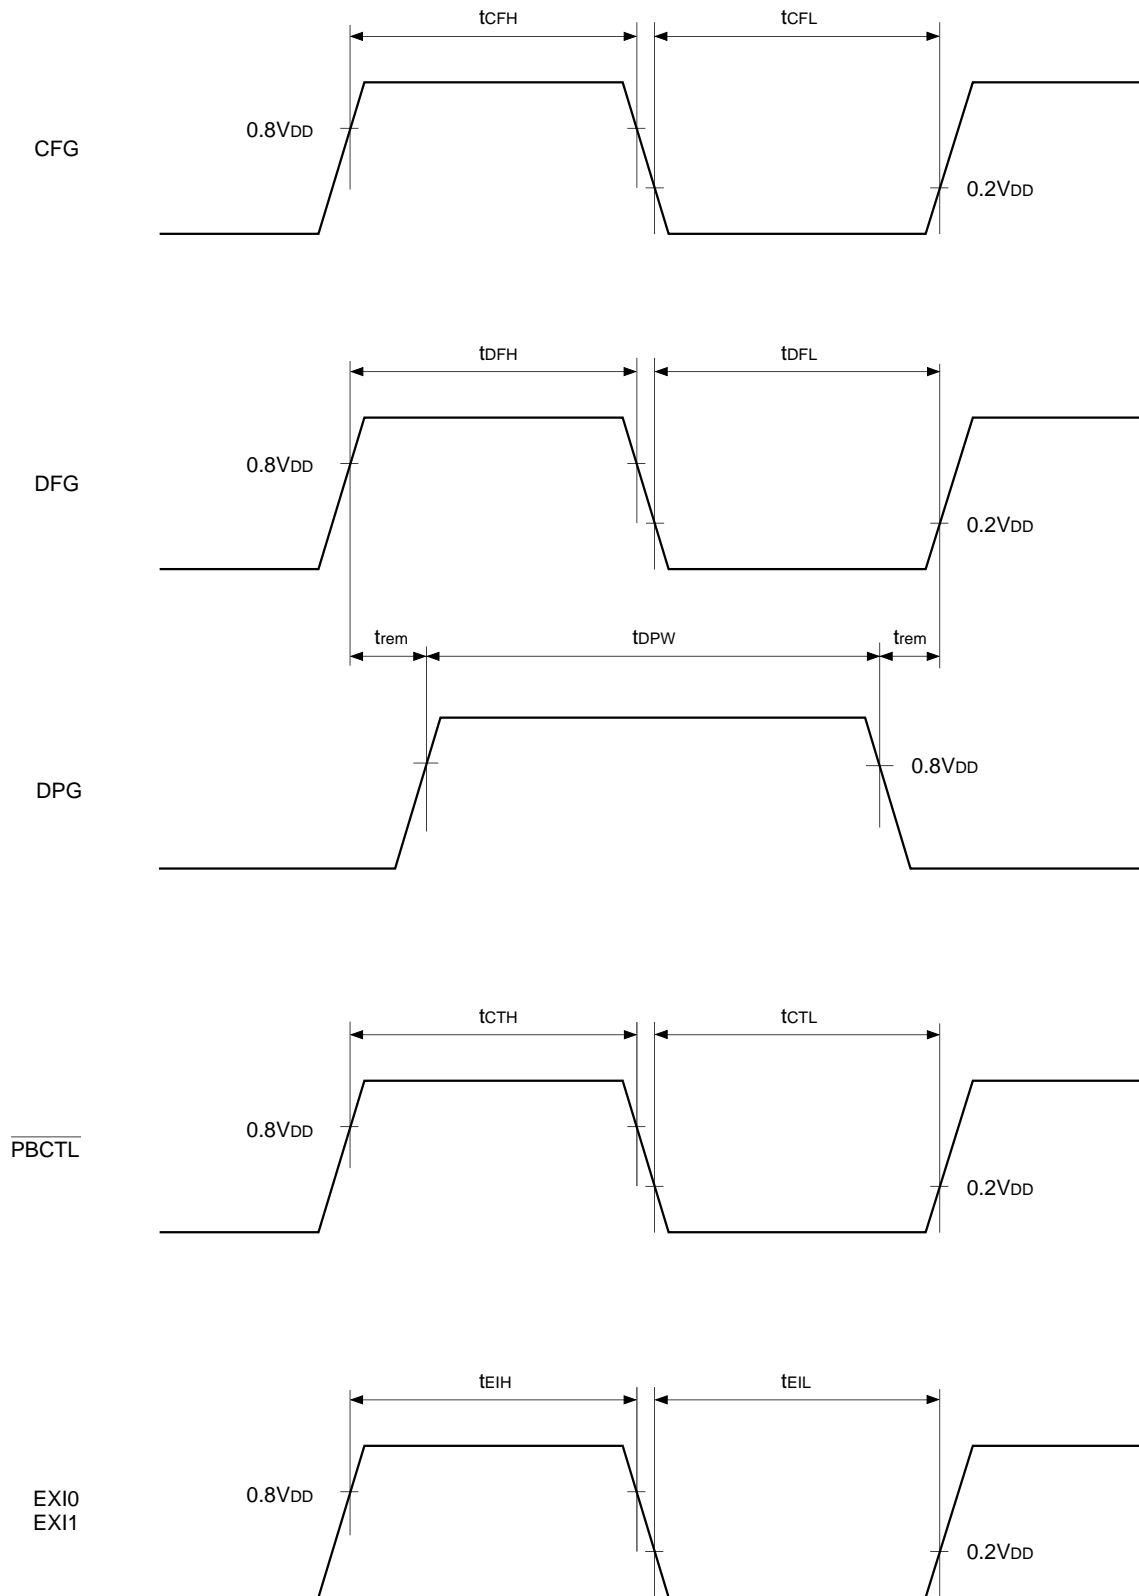 tCFH
tCFL
0.8VDD
CFG
0.2VDD
tDFH
tDFL
0.8VDD
DFG
0.2VDD
trem
tDPW
trem
0.8VDD
DPG
tCTH
tCTL
0.8VDD
PBCTL
0.2VDD
tEIH
tEIL
0.8VDD
EXI0
EXI1
0.2VDD